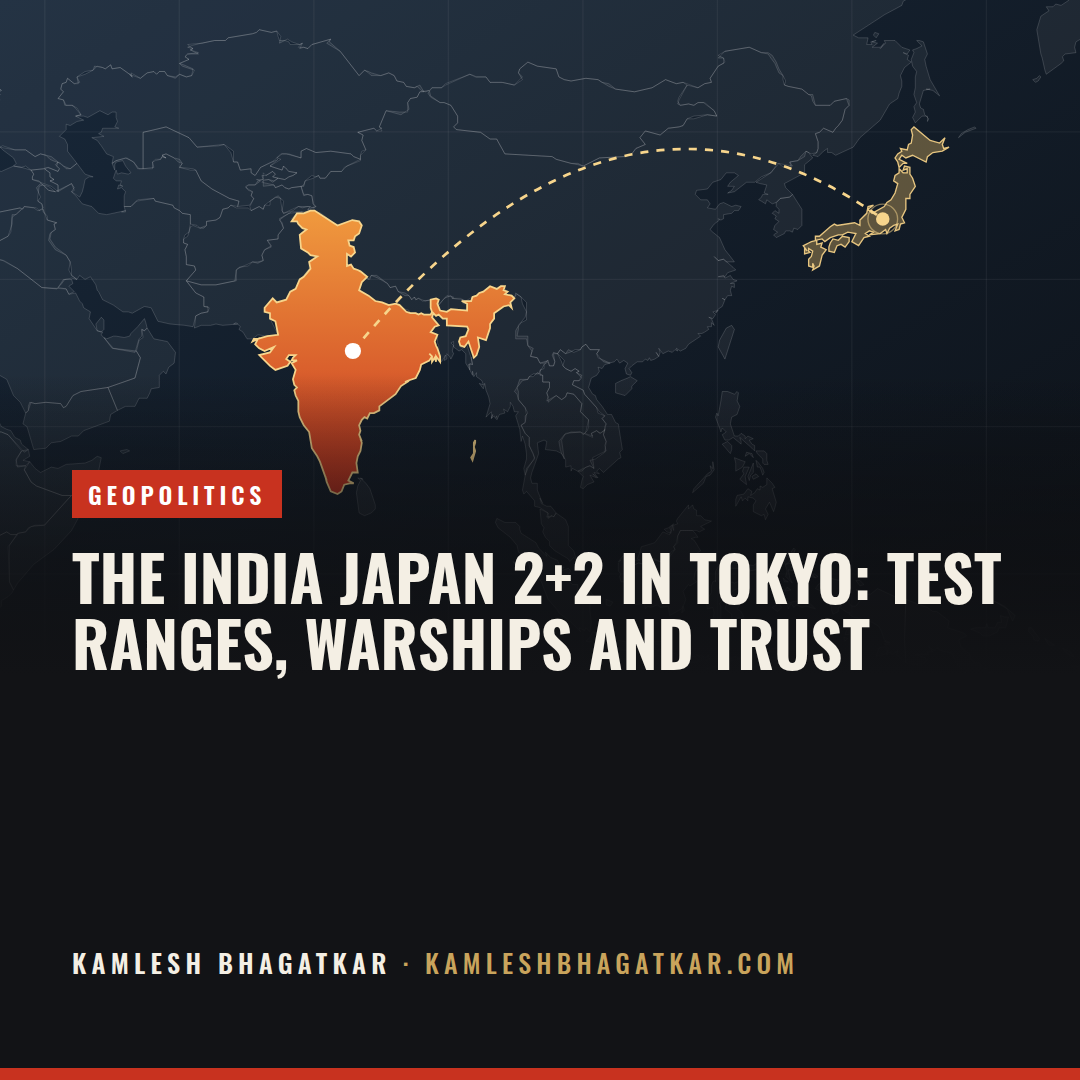 GEOPOLITICS
THE INDIA JAPAN 2+2 IN TOKYO: TEST
RANGES, WARSHIPS AND TRUST
KAMLESH BHAGATKAR · KAMLESHBHAGATKAR.COM